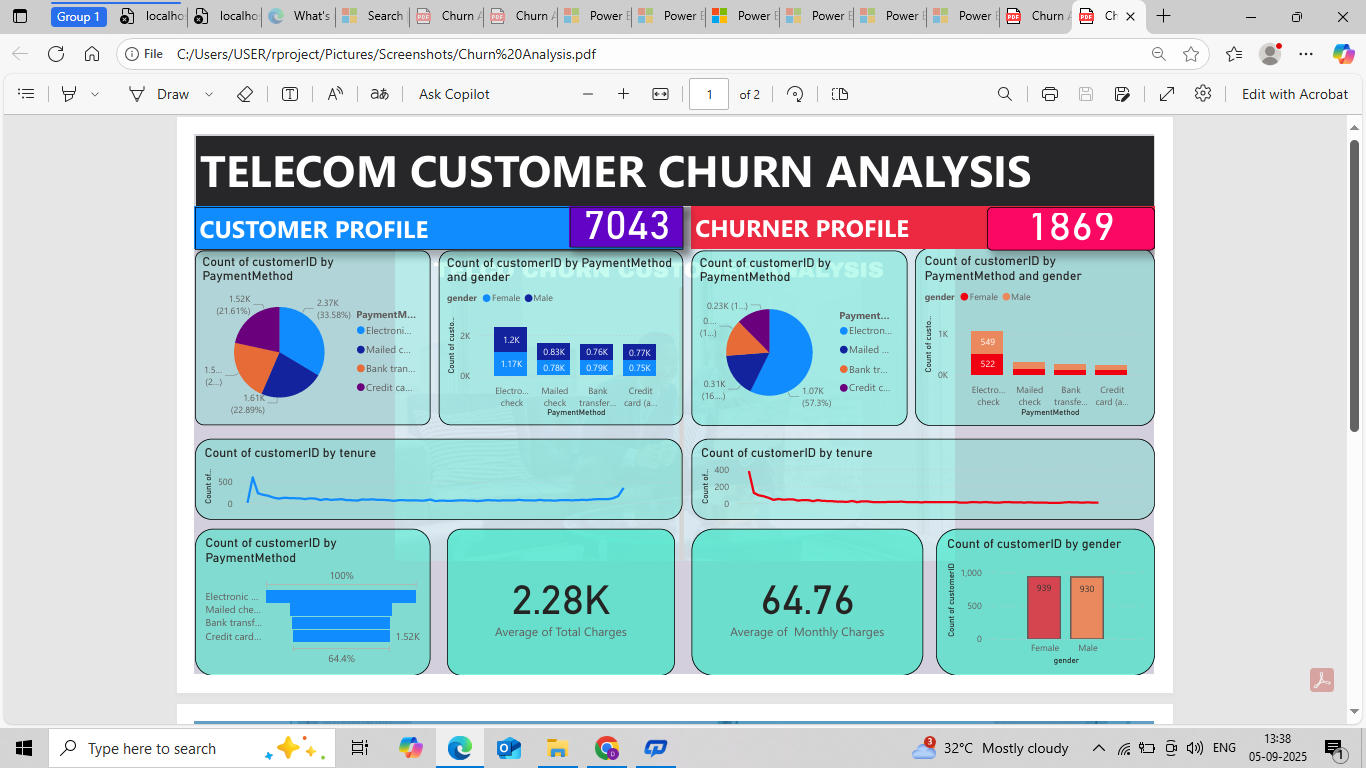 Group 1
localho
localho
What's
Search
Churn A
Churn A
Power B
Power B
Power B
Power B
Power B
Power B
Churn A
Ch
File
C:/Users/USER/rproject/Pictures/Screenshots/Churn%20Analysis.pdf
Draw
Ask Copilot
1
of 2
Edit with Acrobat
TELECOM CUSTOMER CHURN ANALYSIS
CUSTOMER PROFILE
7043
CHURNER PROFILE
1869
Count of customerID by
PaymentMethod
1.52K
(21.61%)
2.37K
(33.58%)
1.5...
(2...)
1.61K
(22.89%)
PaymentM...
Electroni...
Mailed c...
Bank tran...
Credit ca...
Count of customerID by PaymentMethod
and gender
gender Female Male
Count of custo...
2K
0K
1.2K
1.17K
0.83K
0.78K
0.76K
0.79K
0.77K
0.75K
Electro...
check
Mailed
check
Bank
transfer...
Credit
card (a...
PaymentMethod
Count of customerID by
PaymentMethod
0.23K (1...)
0....
(1...)
0.31K
(16....)
1.07K
(57.3%)
Payment...
Electron...
Mailed ...
Bank tr...
Credit c...
Count of customerID by
PaymentMethod and gender
gender Female Male
Count of custo...
1K
0K
549
522
Electro...
check
Mailed
check
Bank
transfe...
Credit
card (a...
PaymentMethod
Count of customerID by tenure
Count of...
500
0
Count of customerID by tenure
Count of...
400
200
0
Count of customerID by
PaymentMethod
100%
Electronic ...
Mailed che...
Bank transf...
Credit card...
1.52K
64.4%
2.28K
Average of Total Charges
64.76
Average of Monthly Charges
Count of customerID by gender
Count of customerID
1,000
500
0
939
930
Female
Male
gender
Type here to search
3
32°C Mostly cloudy
ENG
13:38
05-09-2025
1